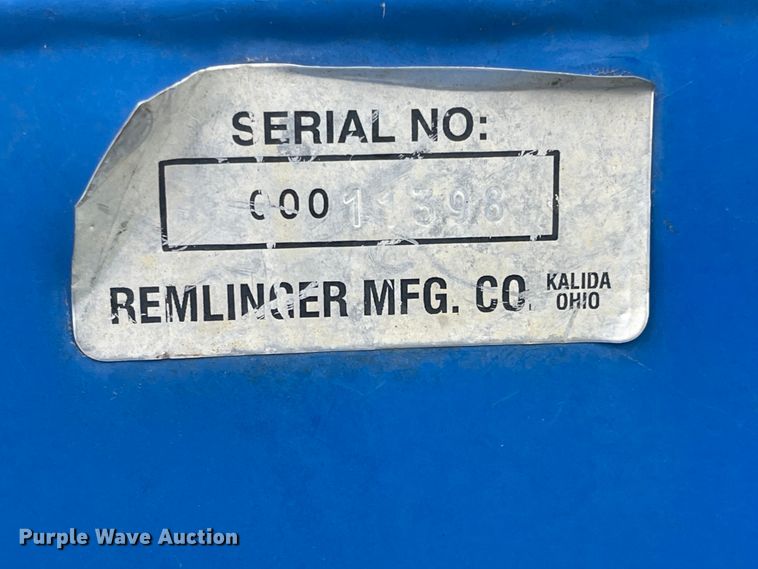 SERIAL NO:
00011398
REMLINGER MFG. CO. KALIDA
OHIO
Purple Wave Auction